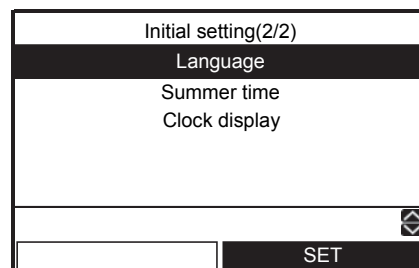 Initial setting(2/2)
Language
Summer time
Clock display
SET